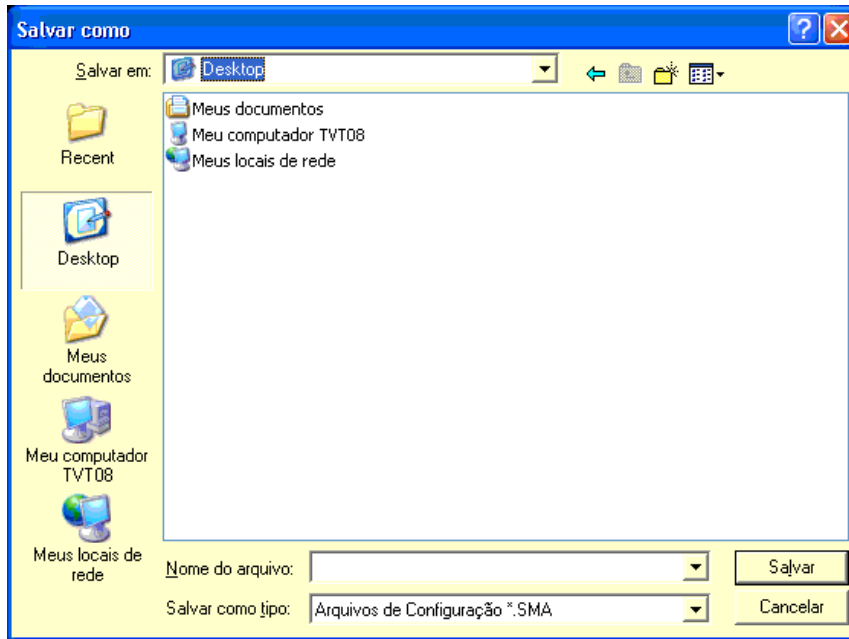 Salvar como
Salvar em:
Desktop
Recent
Desktop
Meus
documentos
Meu computador
TVT08
Meus locais de
rede
Meus documentos
Meu computador TVT08
Meus locais de rede
Nome do arquivo:
Salvar
Salvar como tipo:
Arquivos de Configuração *.SMA
Cancelar